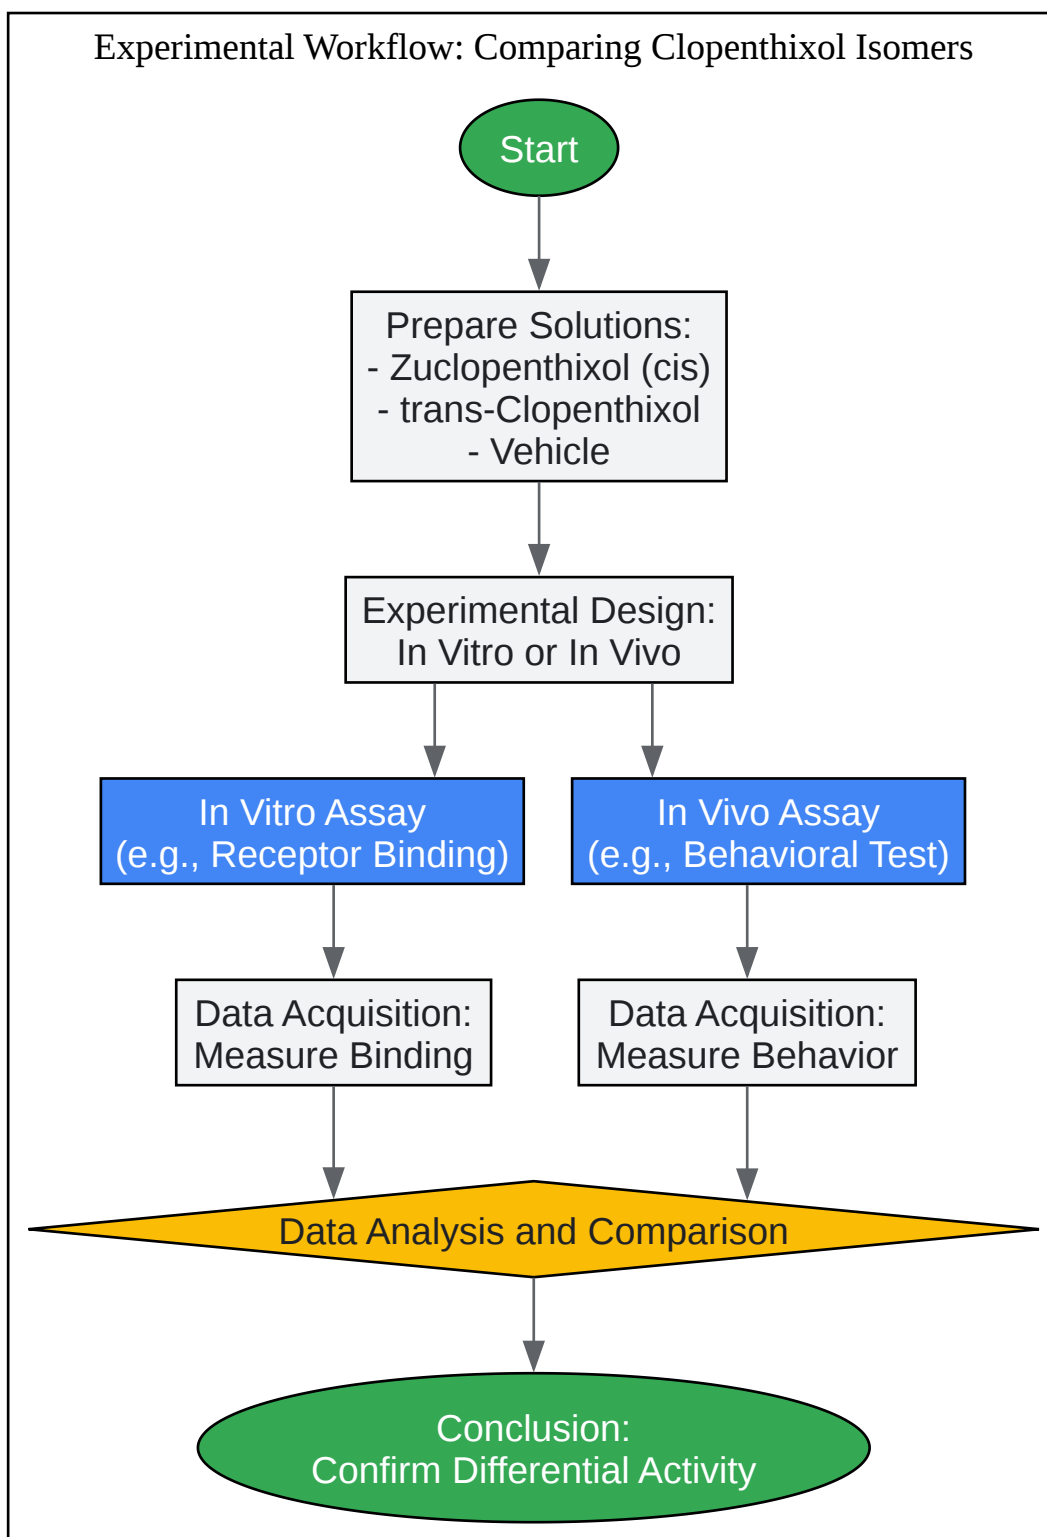 Experimental Workflow: Comparing Clopenthixol Isomers
Start
Prepare Solutions:
- Zuclopenthixol (cis)
- trans-Clopenthixol
- Vehicle
Experimental Design:
In Vitro or In Vivo
In Vitro Assay
(e.g., Receptor Binding)
In Vivo Assay
(e.g., Behavioral Test)
Data Acquisition:
Measure Binding
Data Acquisition:
Measure Behavior
Data Analysis and Comparison
Conclusion:
Confirm Differential Activity